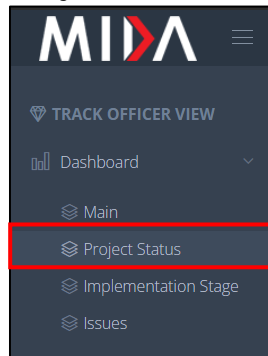 MIDA
TRACK OFFICER VIEW
Dashboard
Main
Project Status
Implementation Stage
Issues